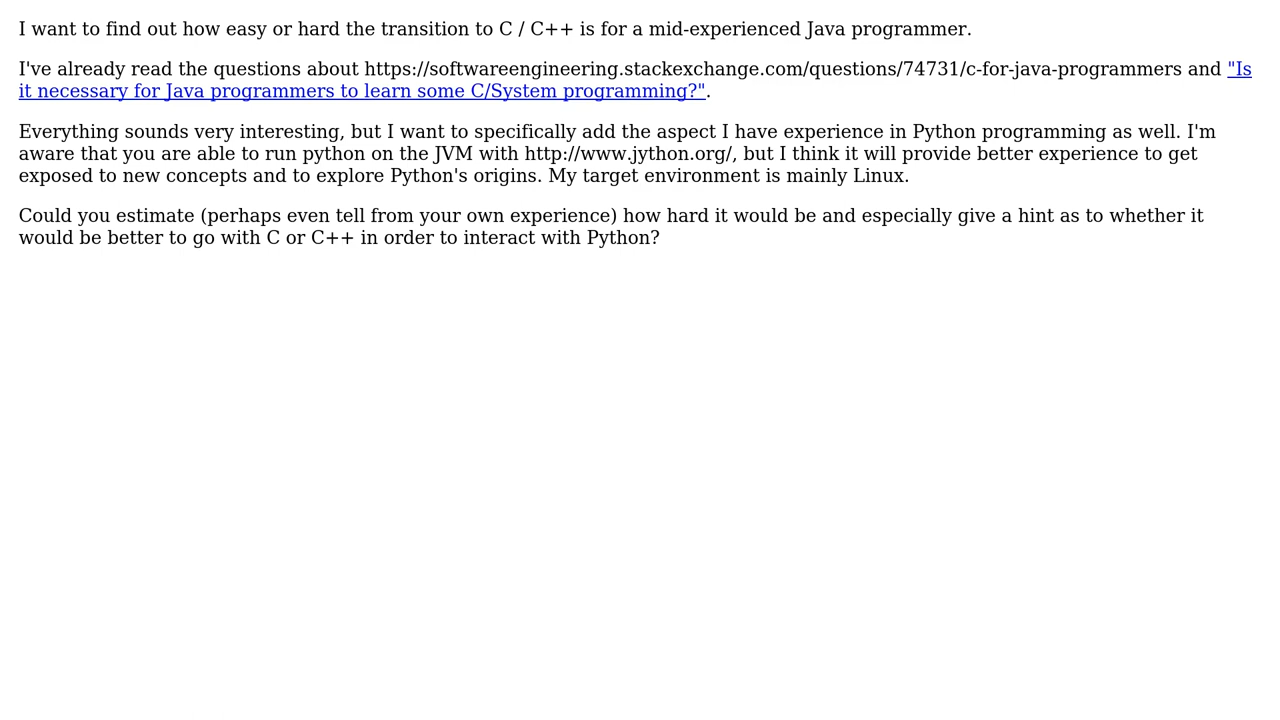 I want to find out how easy or hard the transition to C / C++ is for a mid-experienced Java programmer.
I've already read the questions about https://softwareengineering.stackexchange.com/questions/74731/c-for-java-programmers and "Is
it necessary for Java programmers to learn some C/System programming?".
Everything sounds very interesting, but I want to specifically add the aspect I have experience in Python programming as well. I'm
aware that you are able to run python on the JVM with http://www.jython.org/, but I think it will provide better experience to get
exposed to new concepts and to explore Python's origins. My target environment is mainly Linux.
Could you estimate (perhaps even tell from your own experience) how hard it would be and especially give a hint as to whether it
would be better to go with C or C++ in order to interact with Python?